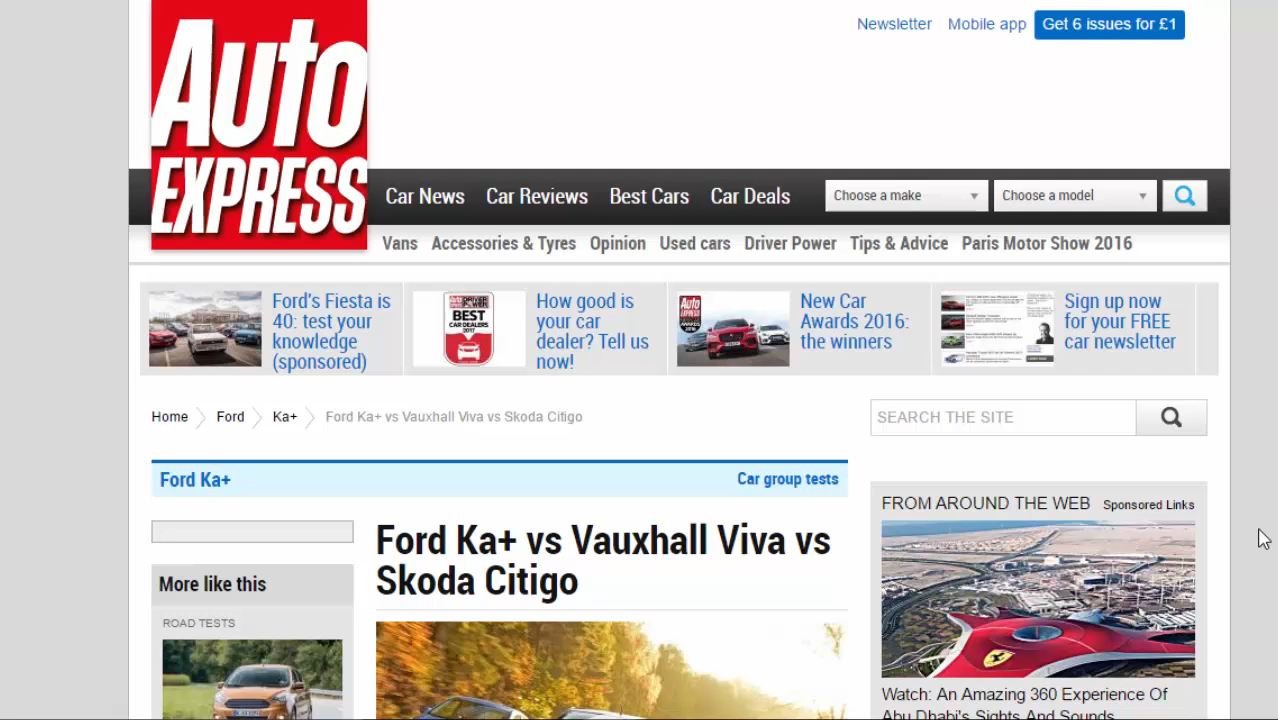 Newsletter Mobile app Get 6 issues for £1
Auto
EXPRESS
Car News Car Reviews Best Cars Car Deals Choose a make Choose a model
Vans Accessories & Tyres Opinion Used cars Driver Power Tips & Advice Paris Motor Show 2016
Ford's Fiesta is
40: test your
knowledge
(sponsored)
BEST
CAR DEALERS
2017
How good is
your car
dealer? Tell us
now!
New Car
Awards 2016:
the winners
Sign up now
for your FREE
car newsletter
Home Ford Ka+ Ford Ka+ vs Vauxhall Viva vs Skoda Citigo
SEARCH THE SITE
Ford Ka+ Car group tests
FROM AROUND THE WEB Sponsored Links
Ford Ka+ vs Vauxhall Viva vs
Skoda Citigo
More like this
ROAD TESTS
Watch: An Amazing 360 Experience Of
Abu Dhabi's Sights And Sounds